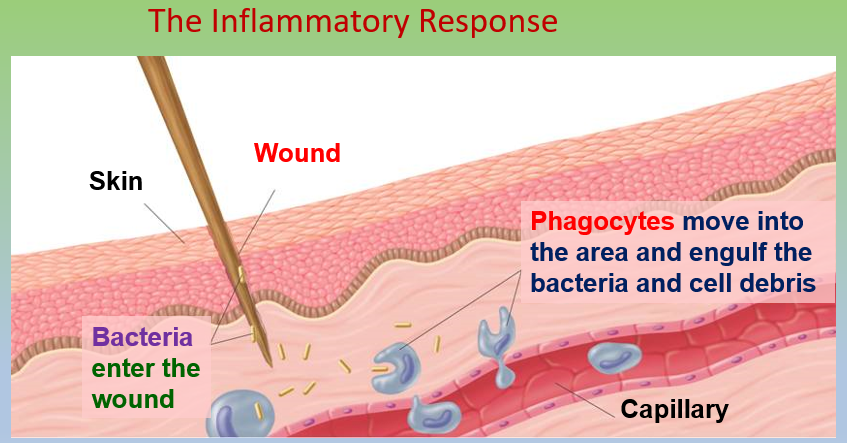 The Inflammatory Response
Wound
Skin
Phagocytes move into
the area and engulf the
bacteria and cell debris
Bacteria
enter the
wound
Capillary